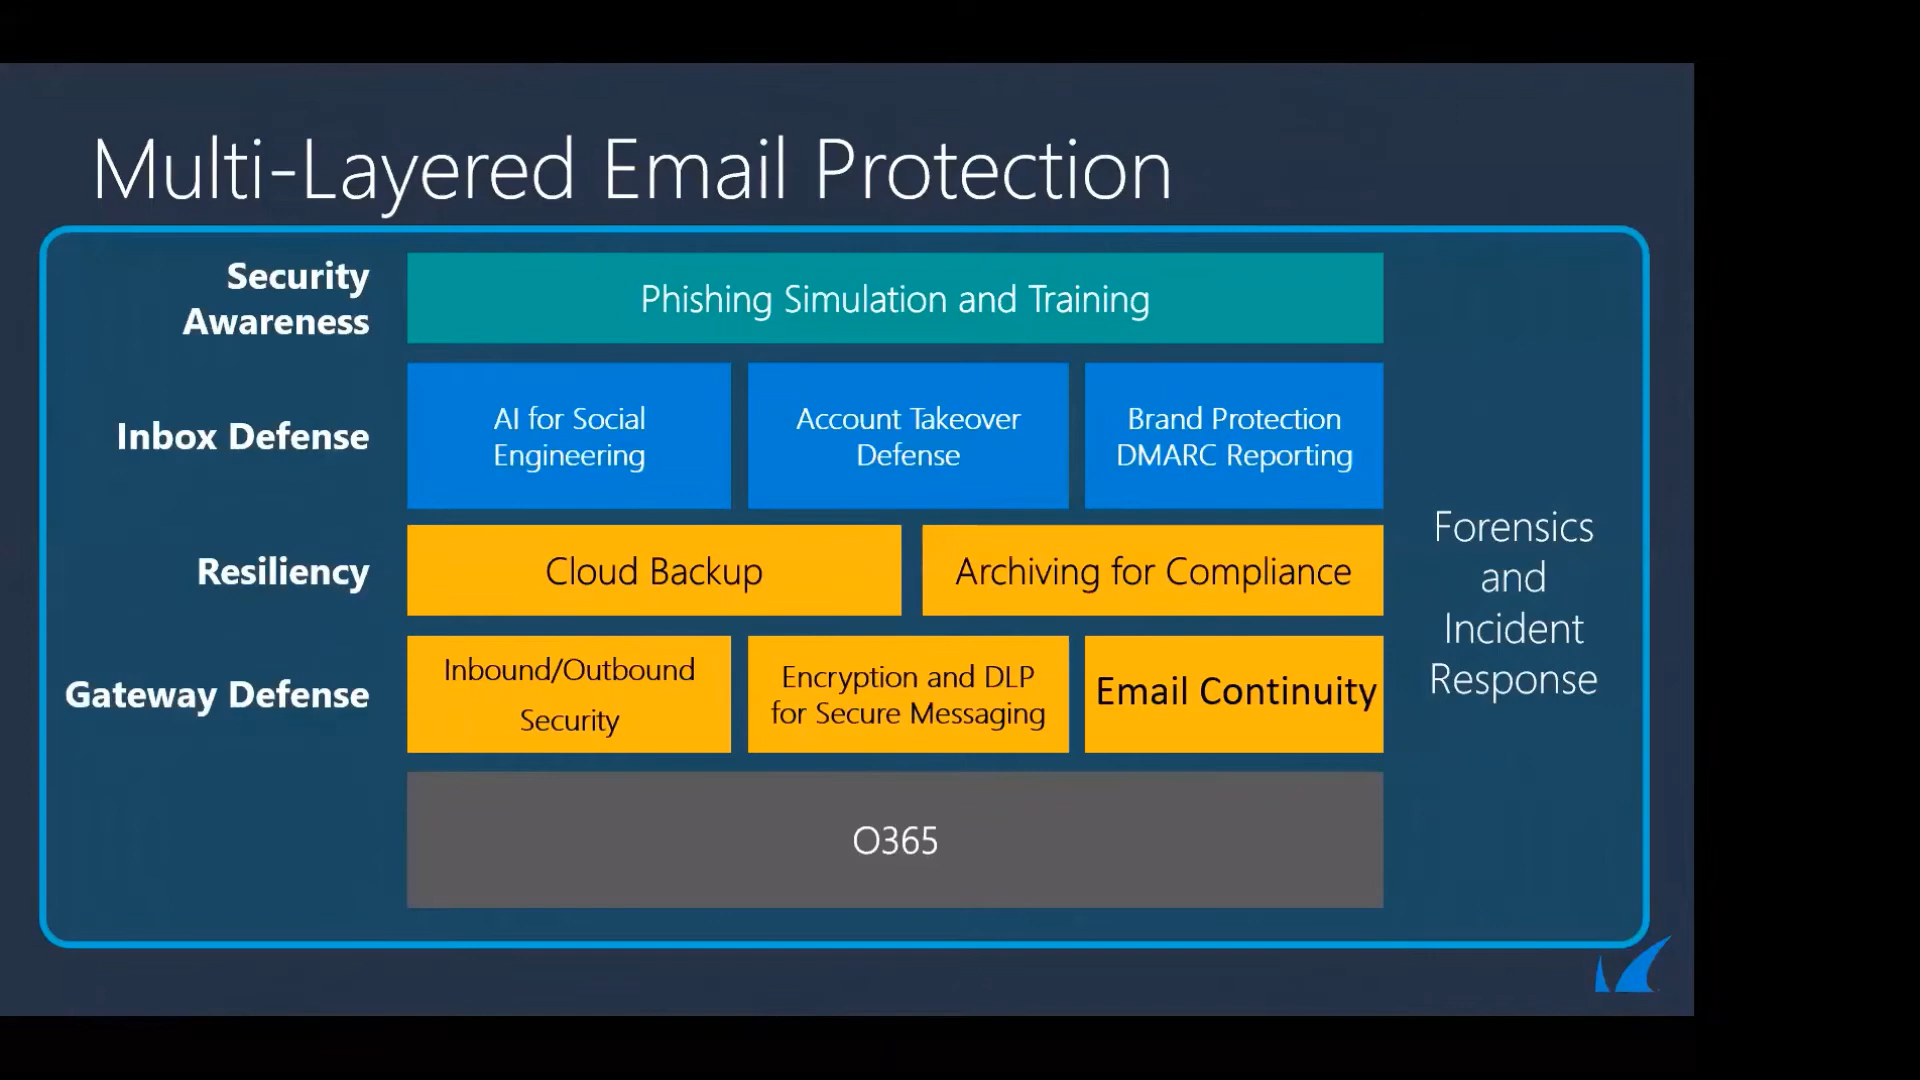 Multi-Layered Email Protection
Security
Awareness
Phishing Simulation and Training
Inbox Defense
AI for Social
Engineering
Account Takeover
Defense
Brand Protection
DMARC Reporting
Resiliency
Cloud Backup
Archiving for Compliance
Gateway Defense
Inbound/Outbound
Security
Encryption and DLP
for Secure Messaging
Email Continuity
O365
Forensics
and
Incident
Response